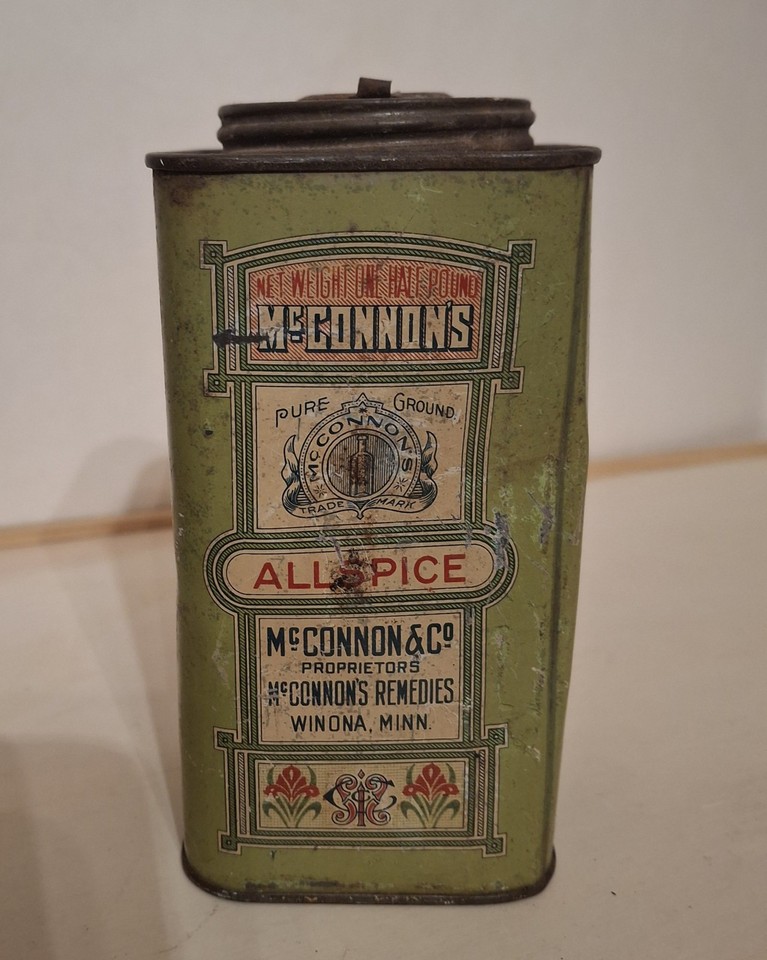 NET WEIGHT ONE HALF POUND
McCONNON'S
PURE GROUND
McCONNON'S
TRADE MARK
ALLSPICE
McCONNON & Co
PROPRIETORS
McCONNON'S REMEDIES
WINONA, MINN.